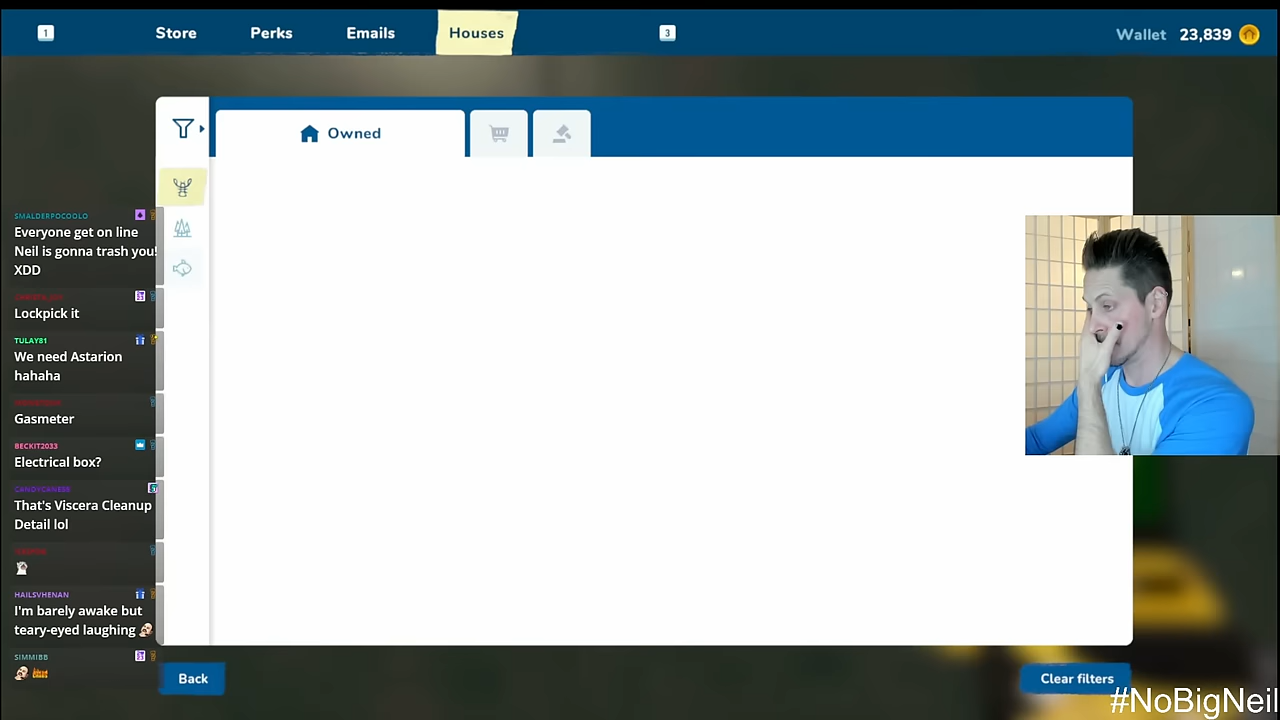 1 Store Perks Emails Houses 3 Wallet 23,839
Owned
SMALDERPOCOOLO
Everyone get on line
Neil is gonna trash you!
XDD
Lockpick it
TULAY81
We need Astarion
hahaha
Gasmeter
BECKIT2033
Electrical box?
That's Viscera Cleanup
Detail lol
HAILSVHENAN
I'm barely awake but
teary-eyed laughing
SIMMIBB
Back
Clear filters
#NoBigNeil